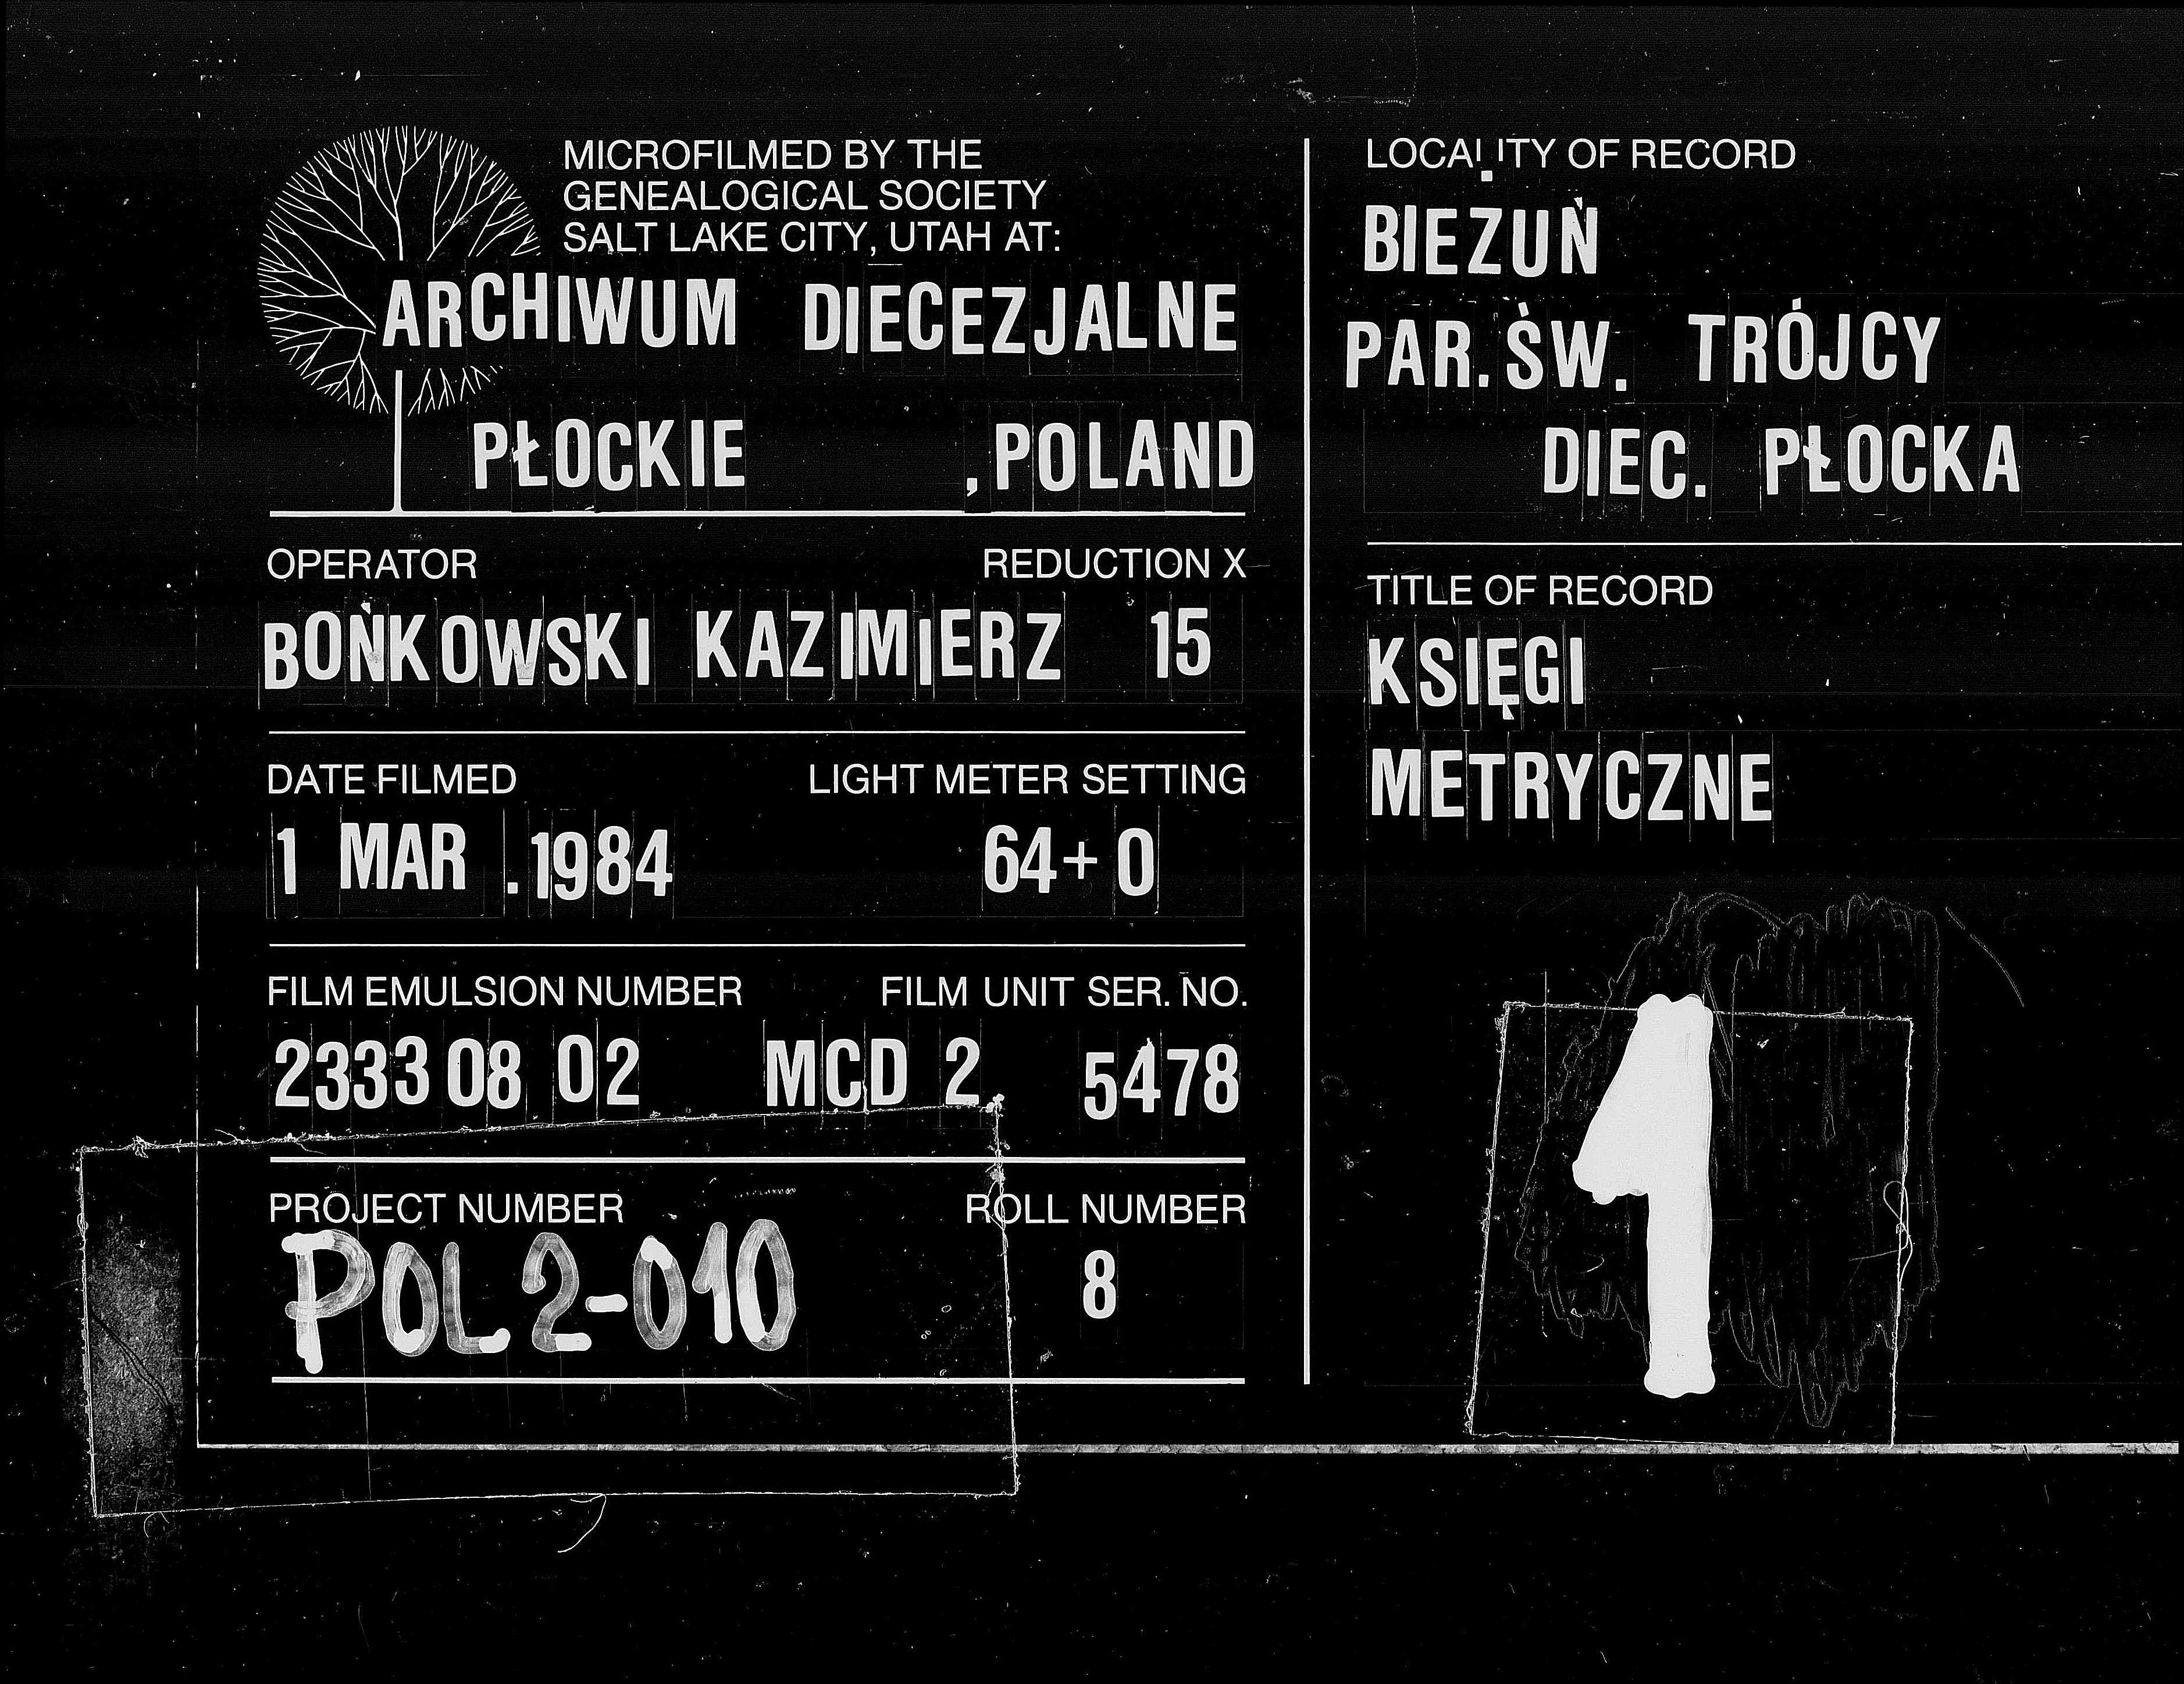 MICROFILMED BY THE
GENEALOGICAL SOCIETY
SALT LAKE CITY, UTAH AT:
ARCHIWUM DIECEZJALNE
PŁOCKIE , POLAND
OPERATOR REDUCTION X
BOŃKOWSKI KAZIMIERZ 15
DATE FILMED LIGHT METER SETTING
1 MAR . 1984 64+0
FILM EMULSION NUMBER FILM UNIT SER. NO.
2333 08 02 MCD 2 5478
PROJECT NUMBER ROLL NUMBER
POL 2-010 8
LOCALITY OF RECORD
BIEŻUŃ
PAR. ŚW. TRÓJCY
DIEC. PŁOCKA
TITLE OF RECORD
KSIĘGI
METRYCZNE
1